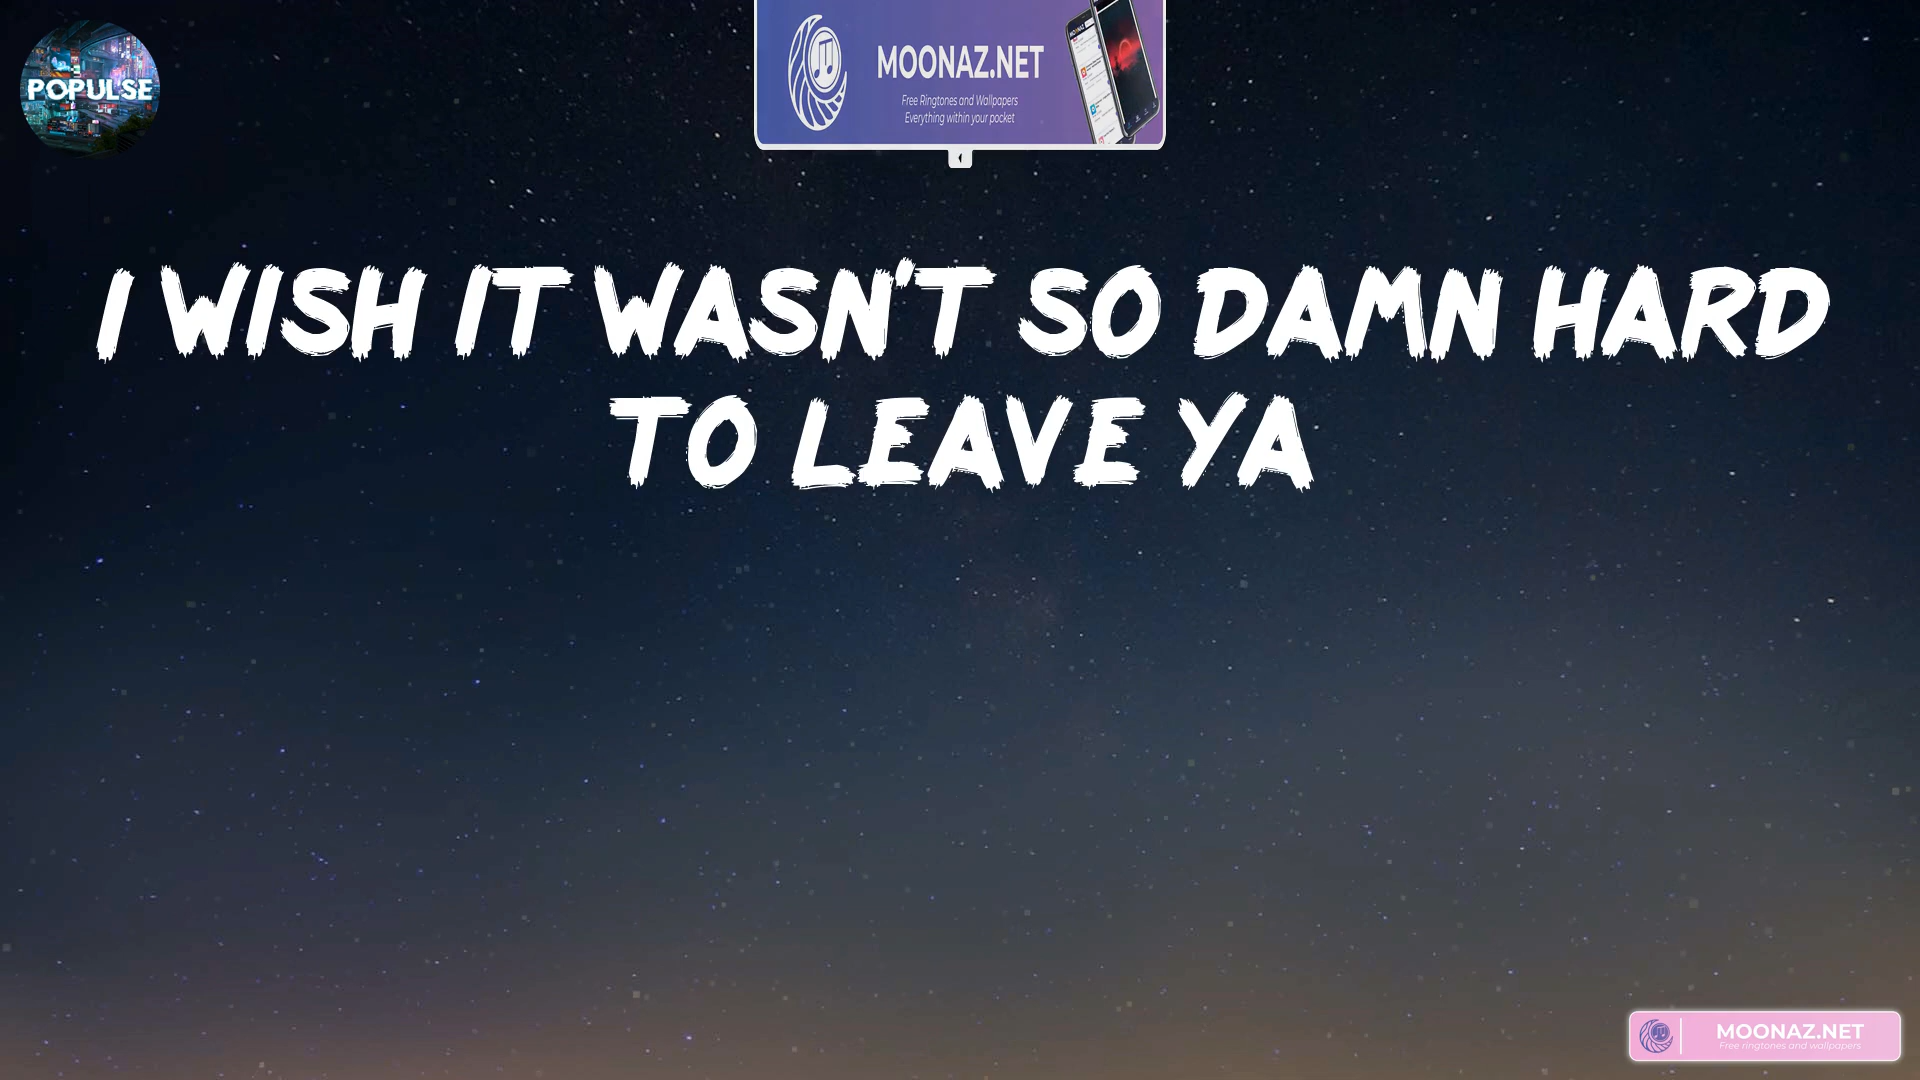 POPULSE
MOONAZ.NET
Free Ringtones and Wallpapers
Everything within your pocket
I WISH IT WASN'T SO DAMN HARD
TO LEAVE YA
MOONAZ.NET
Free ringtones and wallpapers